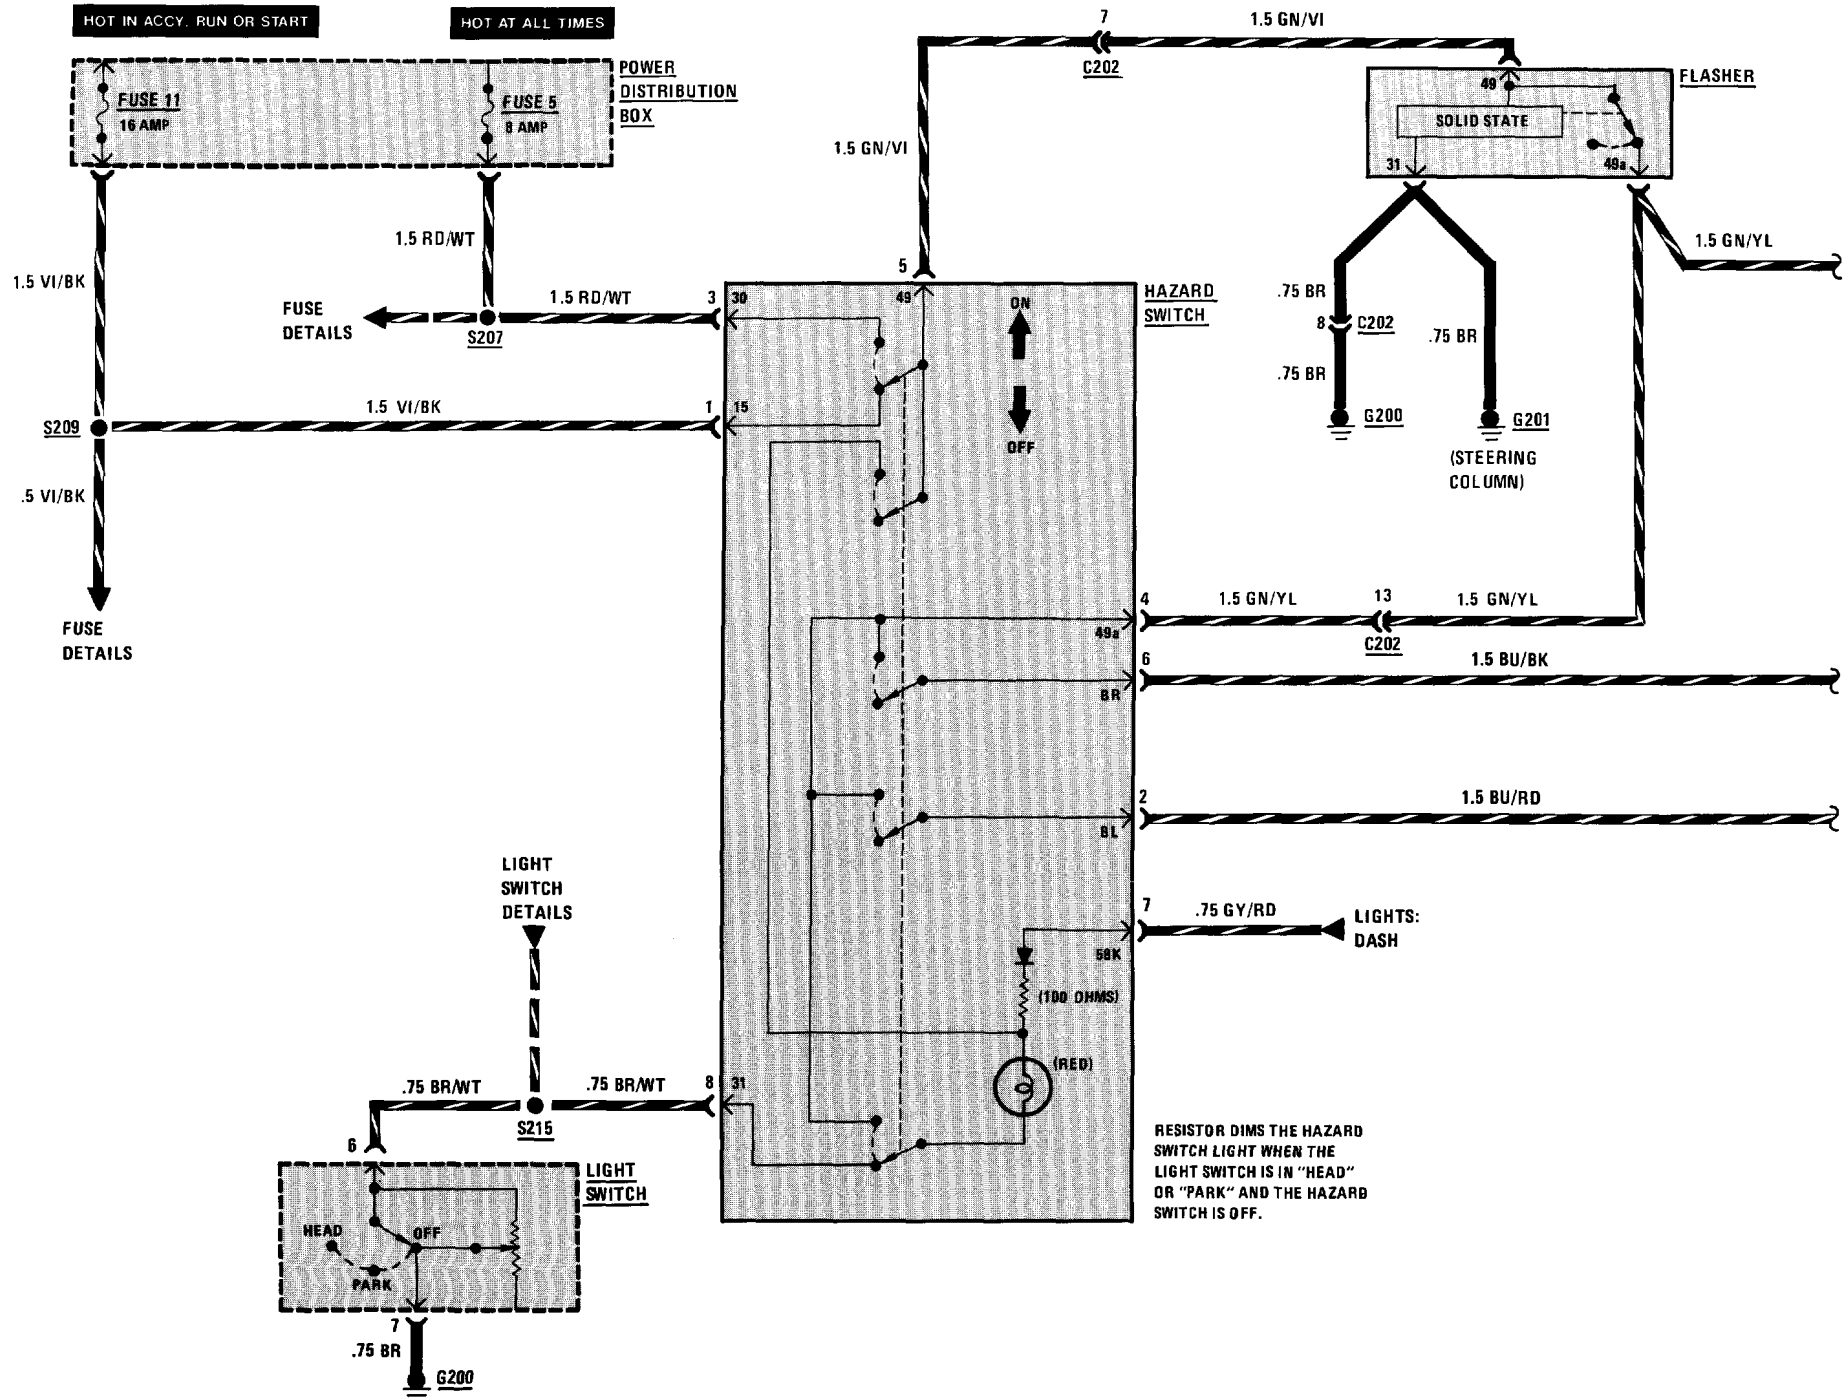 HOT IN ACCY. RUN OR START
HOT AT ALL TIMES
POWER
DISTRIBUTION
BOX
FUSE 11
16 AMP
FUSE 5
8 AMP
7
1.5 GN/VI
C202
FLASHER
49
SOLID STATE
31
49a
1.5 GN/VI
1.5 RD/WT
1.5 GN/YL
1.5 VI/BK
FUSE
DETAILS
1.5 RD/WT
S207
3
30
5
49
ON
OFF
HAZARD
SWITCH
.75 BR
8
C202
.75 BR
.75 BR
G200
G201
(STEERING
COLUMN)
S209
1.5 VI/BK
1
15
.5 VI/BK
FUSE
DETAILS
4
49a
1.5 GN/YL
13
C202
1.5 GN/YL
6
BR
1.5 BU/BK
2
BL
1.5 BU/RD
LIGHT
SWITCH
DETAILS
7
58K
.75 GY/RD
LIGHTS:
DASH
(100 OHMS)
(RED)
.75 BR/WT
S215
.75 BR/WT
8
31
6
LIGHT
SWITCH
HEAD
OFF
PARK
7
.75 BR
G200
RESISTOR DIMS THE HAZARD
SWITCH LIGHT WHEN THE
LIGHT SWITCH IS IN "HEAD"
OR "PARK" AND THE HAZARD
SWITCH IS OFF.